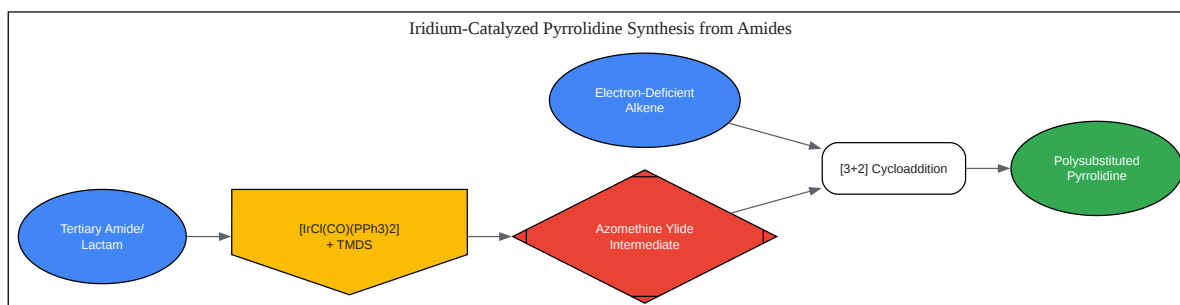 Iridium-Catalyzed Pyrrolidine Synthesis from Amides
Electron-Deficient
Alkene
[3+2] Cycloaddition
Polysubstituted
Pyrrolidine
Tertiary Amide/
Lactam
[IrCl(CO)(PPh3)2]
+ TMDS
Azomethine Ylide
Intermediate